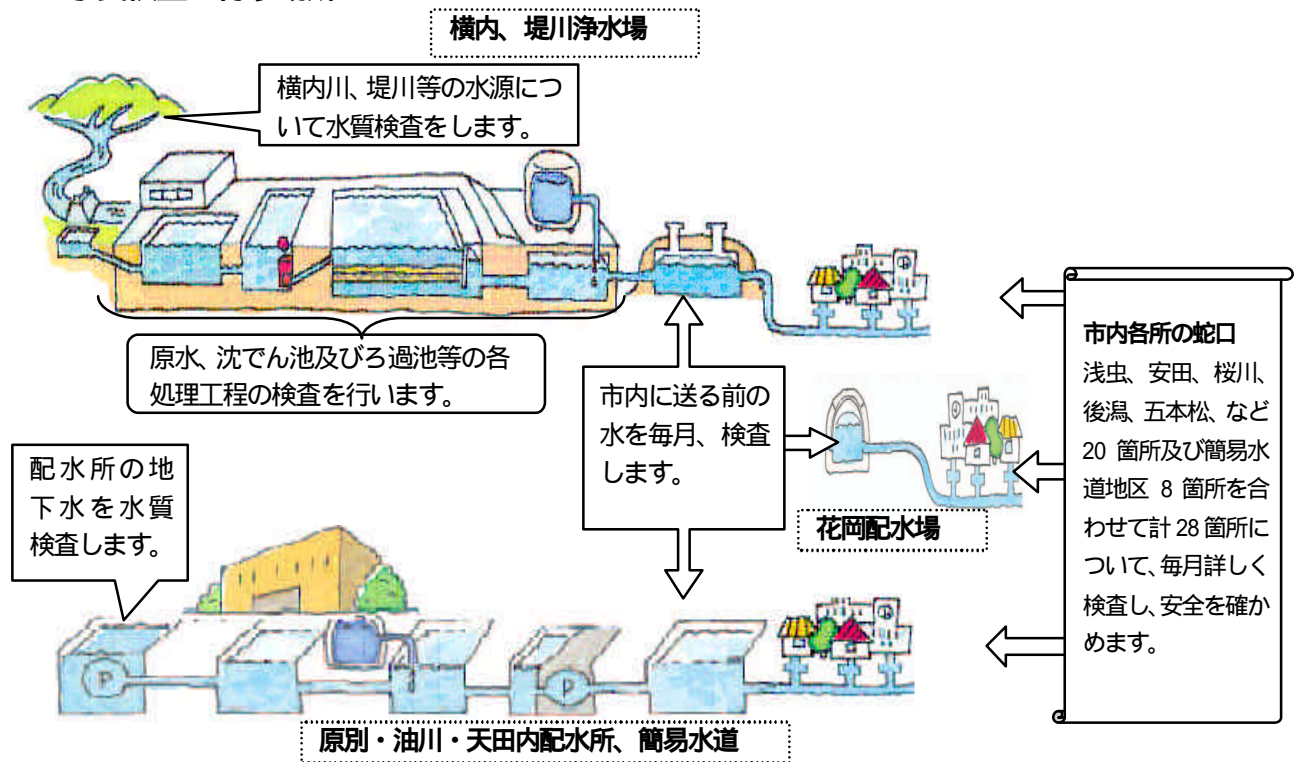 横内、堤川浄水場
横内川、堤川等の水源につ
いて水質検査をします。
原水、沈でん池及びろ過池等の各
処理工程の検査を行います。
市内に送る前の
水を毎月、検査
します。
花岡配水場
市内各所の蛇口
浅虫、安田、桜川、
後潟、五本松、など
20 箇所及び簡易水
道地区 8 箇所を合
わせて計 28 箇所に
ついて、毎月詳しく
検査し、安全を確か
めます。
配水所の地
下水を水質
検査します。
P
P
原別・油川・天田内配水所、簡易水道